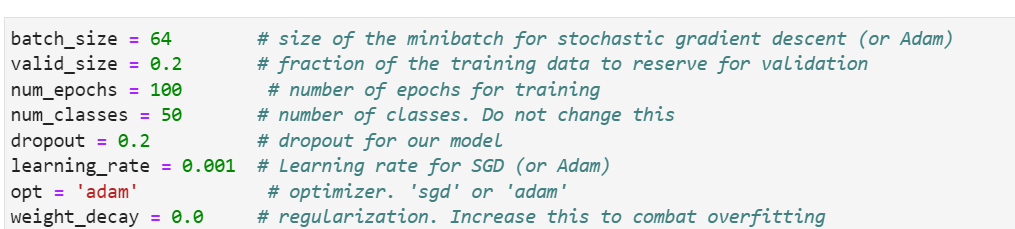 batch_size = 64        # size of the minibatch for stochastic gradient descent (or Adam)
valid_size = 0.2       # fraction of the training data to reserve for validation
num_epochs = 100        # number of epochs for training
num_classes = 50       # number of classes. Do not change this
dropout = 0.2          # dropout for our model
learning_rate = 0.001  # Learning rate for SGD (or Adam)
opt = 'adam'            # optimizer. 'sgd' or 'adam'
weight_decay = 0.0     # regularization. Increase this to combat overfitting